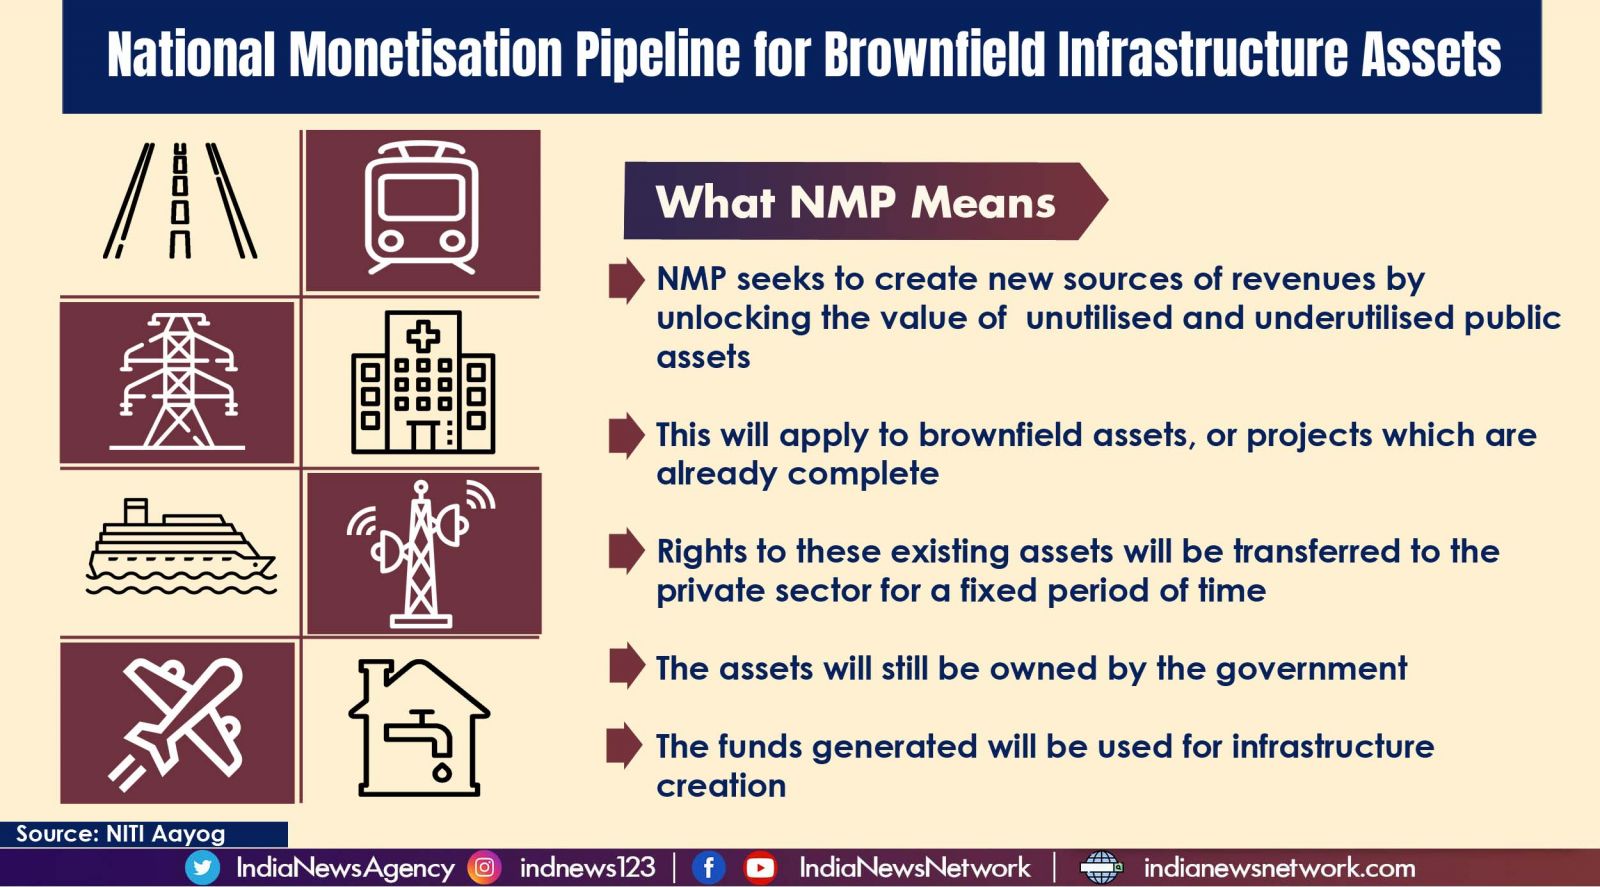 National Monetisation Pipeline for Brownfield Infrastructure Assets
What NMP Means
NMP seeks to create new sources of revenues by
unlocking the value of unutilised and underutilised public
assets
This will apply to brownfield assets, or projects which are
already complete
Rights to these existing assets will be transferred to the
private sector for a fixed period of time
The assets will still be owned by the government
The funds generated will be used for infrastructure
creation
Source: NITI Aayog
IndiaNewsAgency indnews123 | IndiaNewsNetwork | indianewsnetwork.com